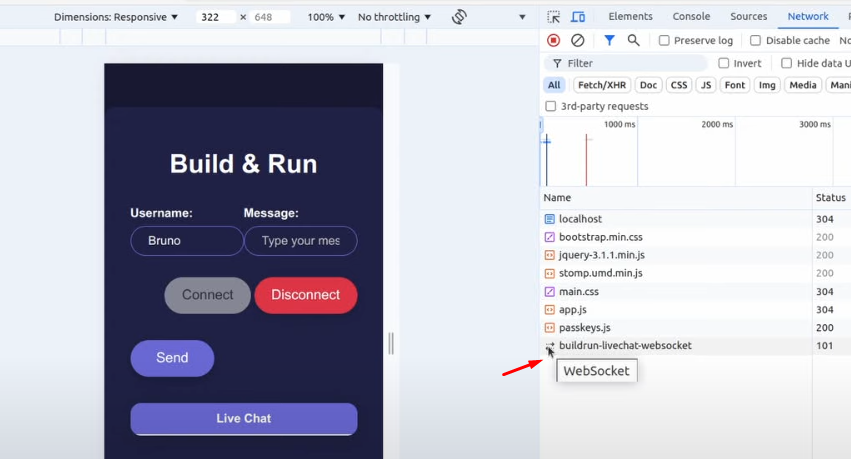 Dimensions: Responsive ▼ 322 × 648 100% ▼ No throttling ▼
Elements Console Sources Network
Preserve log Disable cache No
Filter Invert Hide data U
All Fetch/XHR Doc CSS JS Font Img Media Mani
3rd-party requests
1000 ms 2000 ms 3000 ms
Name Status
localhost 304
bootstrap.min.css 200
jquery-3.1.1.min.js 200
stomp.umd.min.js 200
main.css 304
app.js 304
passkeys.js 200
buildrun-livechat-websocket 101
WebSocket
Build & Run
Username: Message:
Bruno Type your mes
Connect Disconnect
Send
Live Chat